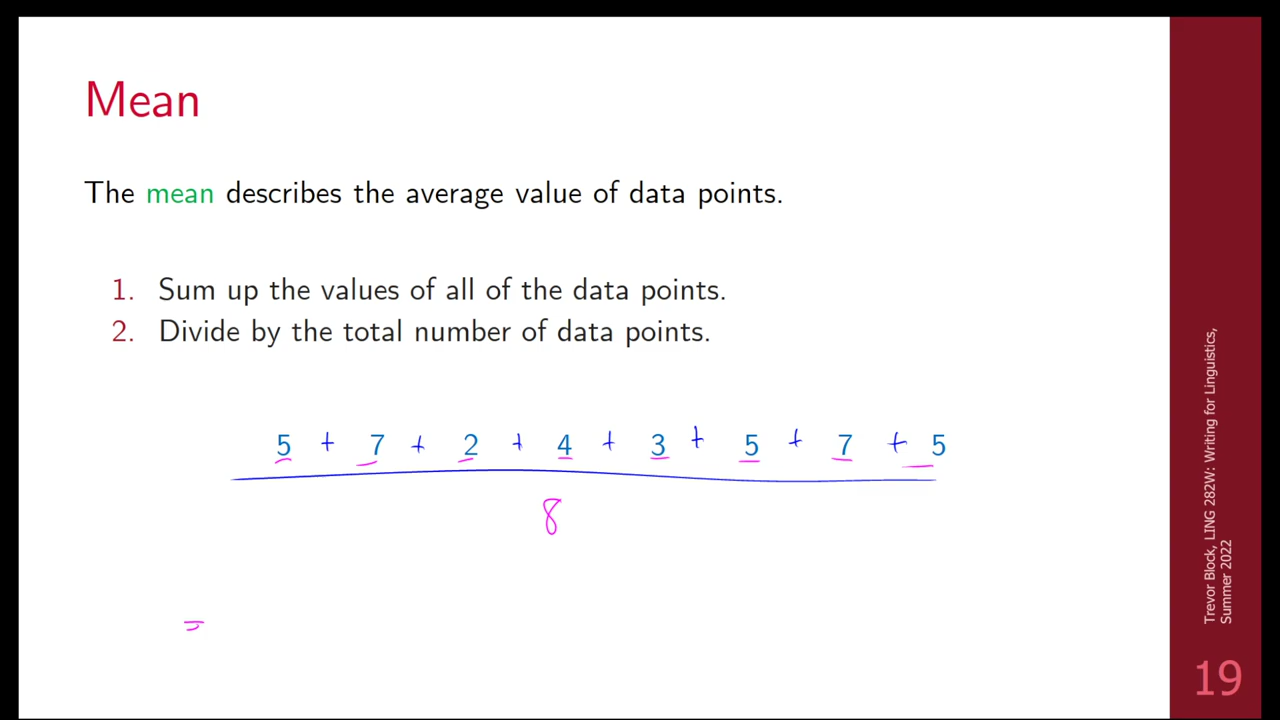 Mean
The mean describes the average value of data points.
1. Sum up the values of all of the data points.
2. Divide by the total number of data points.
5 + 7 + 2 + 4 + 3 + 5 + 7 + 5
8
=
Trevor Block, LING 282W: Writing for Linguistics,
Summer 2022
19